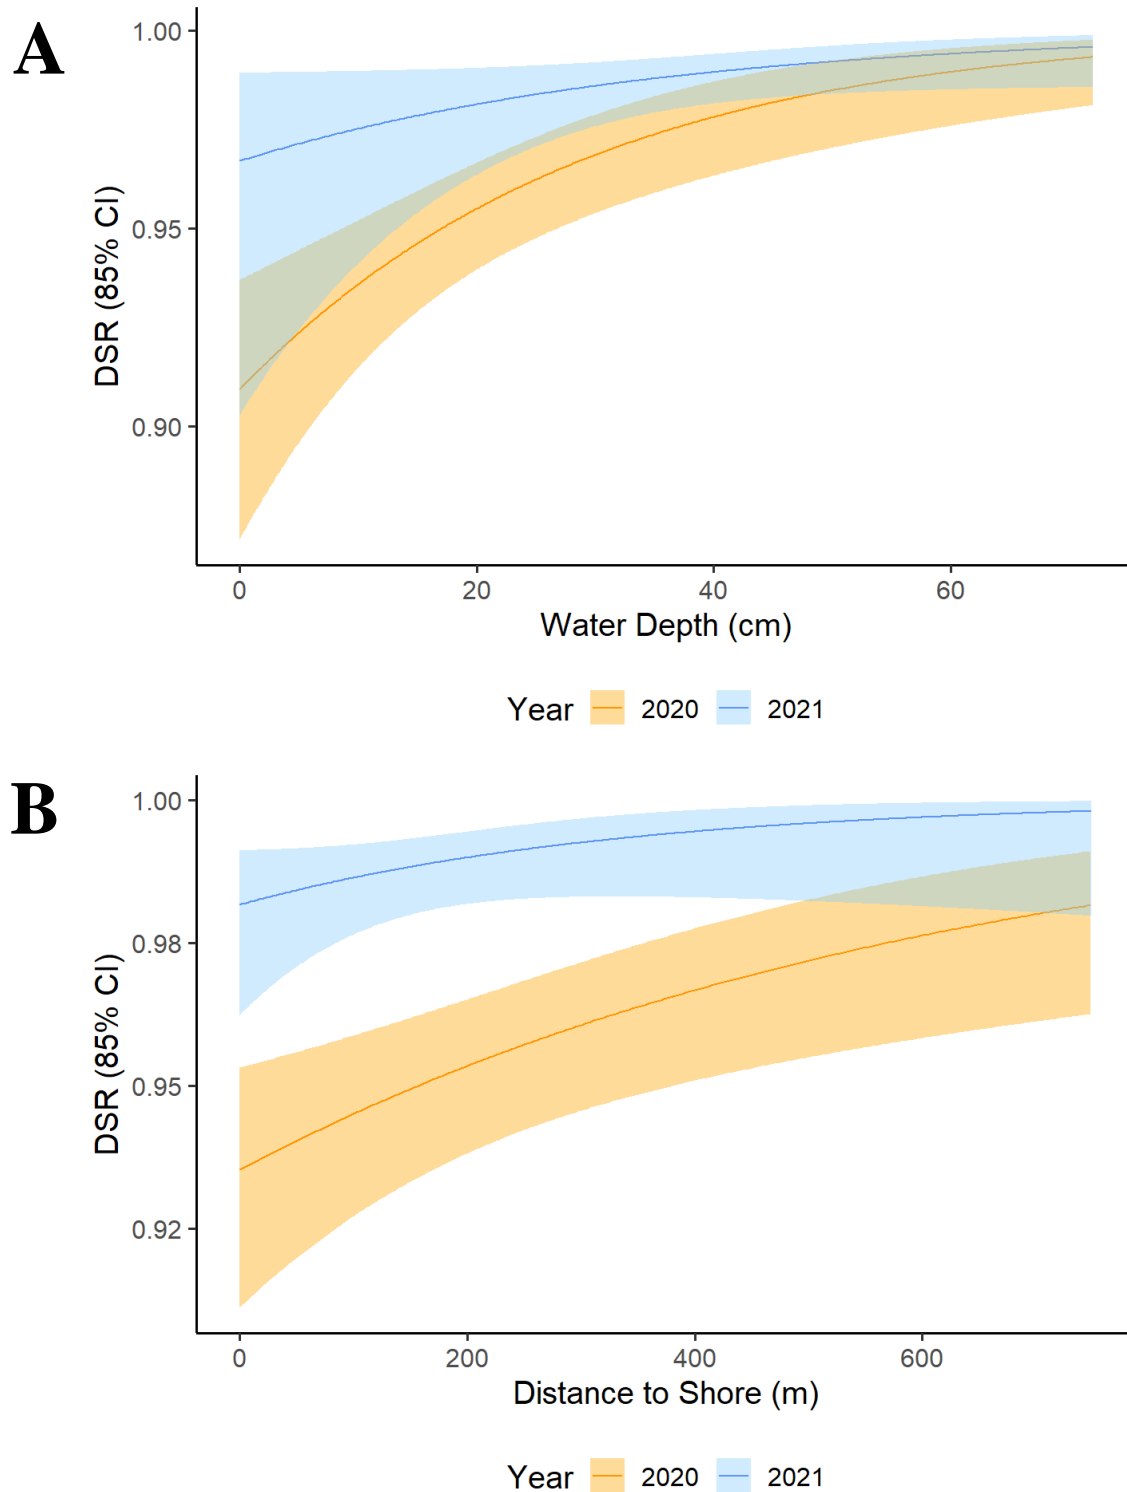 A
1.00
0.95
0.90
DSR (85% CI)
0 20 40 60
Water Depth (cm)
Year 2020 2021
B
1.00
0.98
0.95
0.92
DSR (85% CI)
0 200 400 600
Distance to Shore (m)
Year 2020 2021